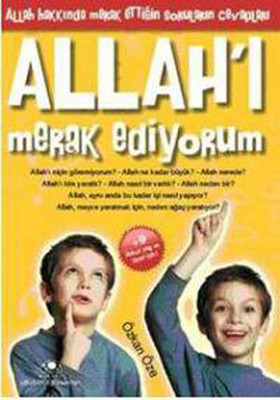 Allah hakkında merak ettiğin soruların cevapları
ALLAH'I
merak ediyorum
Allah'ı niçin göremiyorum? - Allah ne kadar büyük? - Allah nerede?
Allah'ı kim yarattı? - Allah nasıl bir varlık? - Allah neden bir?
Allah, aynı anda bu kadar işi nasıl yapıyor?
Allah, meyve yaratmak için, neden ağaç yaratıyor?
Özkan Öze